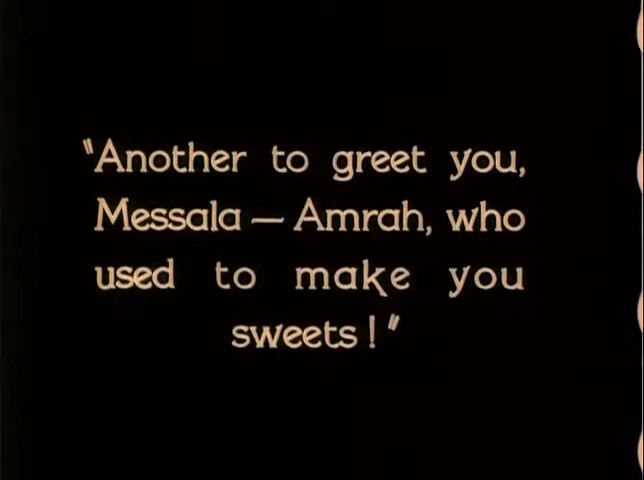 "Another to greet you,
Messala — Amrah, who
used to make you
sweets!"